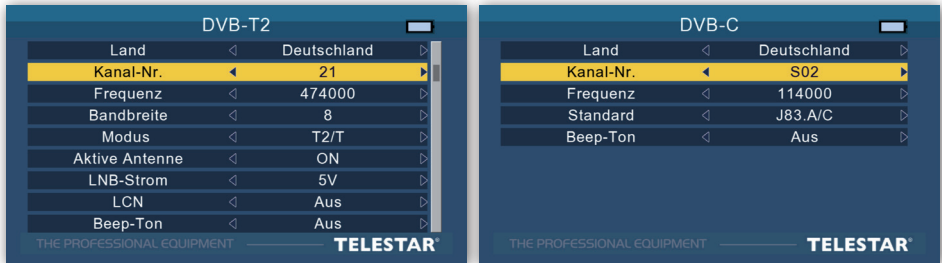 DVB-T2
Land Deutschland
Kanal-Nr. 21
Frequenz 474000
Bandbreite 8
Modus T2/T
Aktive Antenne ON
LNB-Strom 5V
LCN Aus
Beep-Ton Aus
THE PROFESSIONAL EQUIPMENT TELESTAR®
DVB-C
Land Deutschland
Kanal-Nr. S02
Frequenz 114000
Standard J83.A/C
Beep-Ton Aus
THE PROFESSIONAL EQUIPMENT TELESTAR®